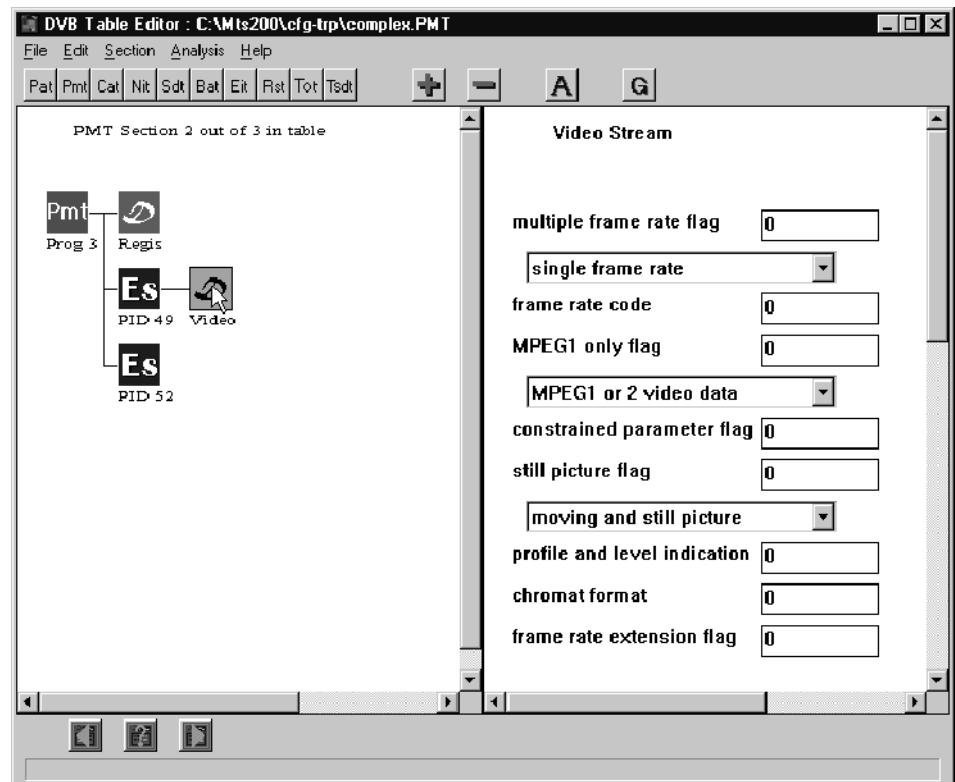 DVB Table Editor : C:\Mts200\cfg-trp\complex.PMT
File Edit Section Analysis Help
Pat Pmt Cat Nit Sdt Bat Eit Rst Tot Tsdt A G
PMT Section 2 out of 3 in table
Pmt
Prog 3 Regis
Es
PID 49 Video
Es
PID 52
Video Stream
multiple frame rate flag 0
single frame rate
frame rate code 0
MPEG1 only flag 0
MPEG1 or 2 video data
constrained parameter flag 0
still picture flag 0
moving and still picture
profile and level indication 0
chromat format 0
frame rate extension flag 0